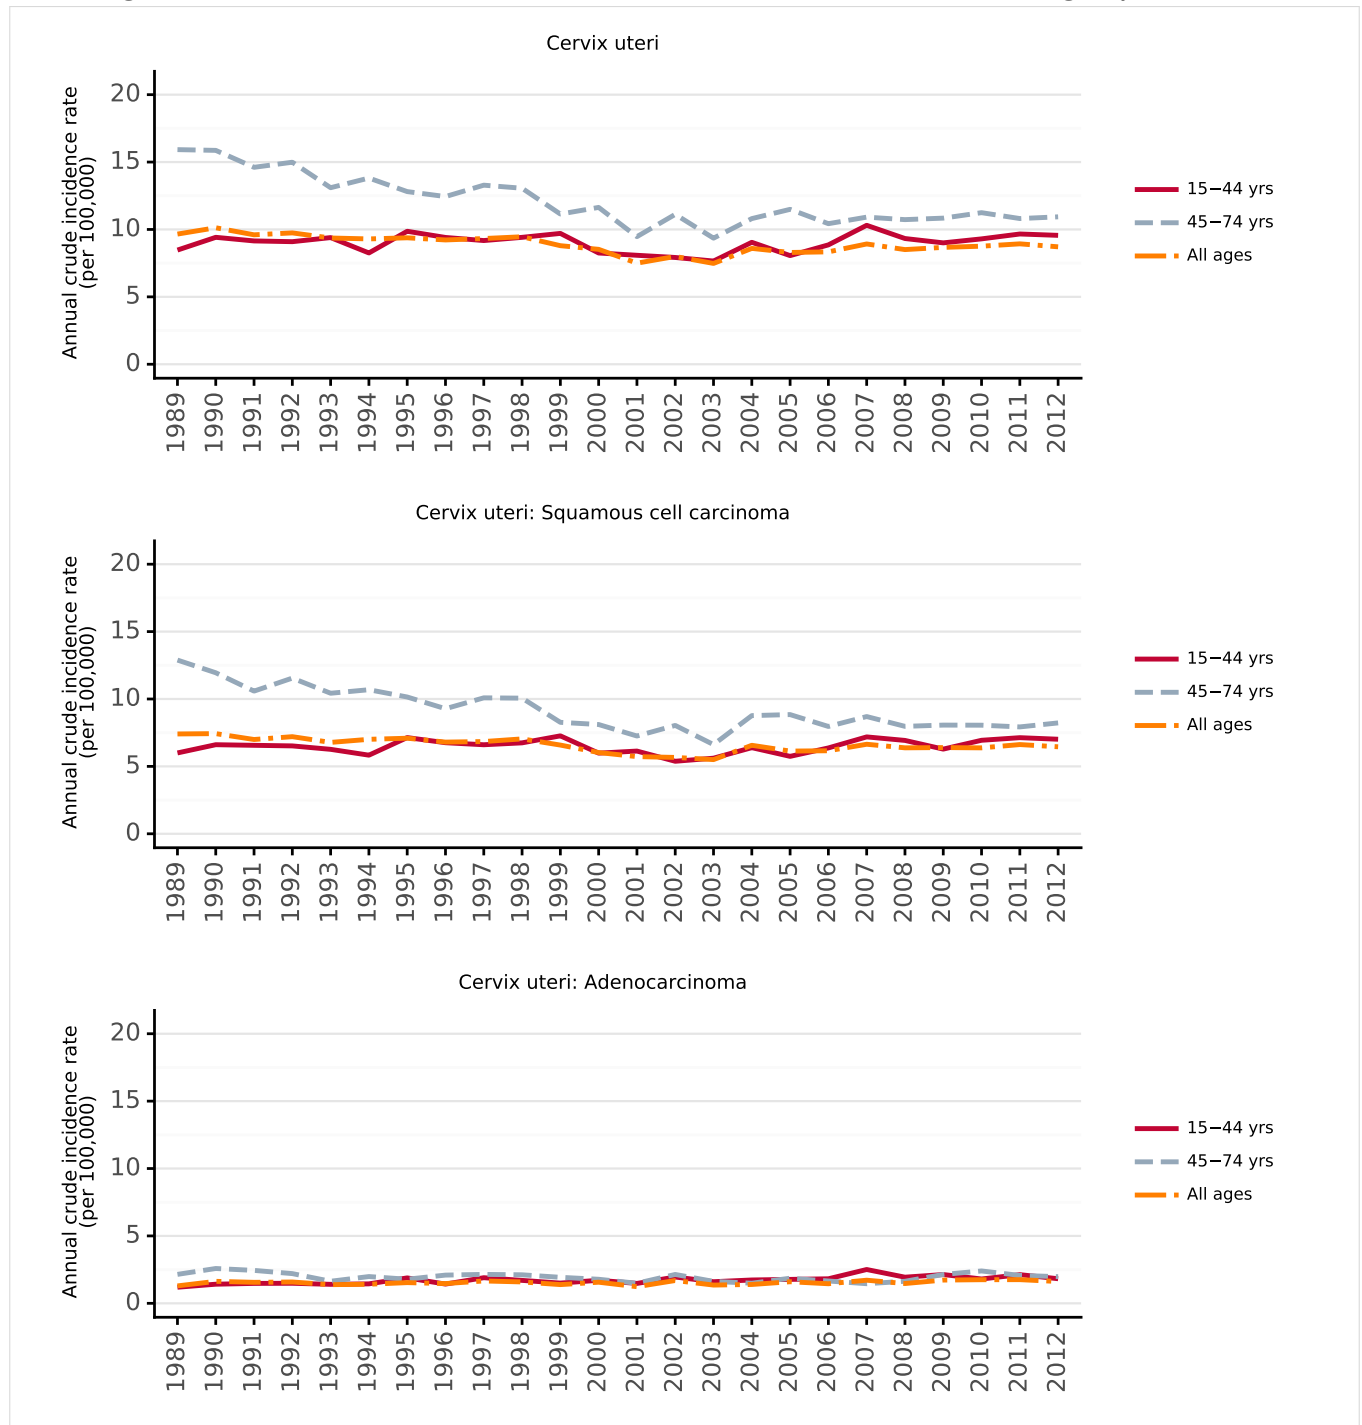 Cervix uteri
Annual crude incidence rate
(per 100,000)
20
15
10
5
0
1989 1990 1991 1992 1993 1994 1995 1996 1997 1998 1999 2000 2001 2002 2003 2004 2005 2006 2007 2008 2009 2010 2011 2012
15−44 yrs
45−74 yrs
All ages
Cervix uteri: Squamous cell carcinoma
Annual crude incidence rate
(per 100,000)
20
15
10
5
0
1989 1990 1991 1992 1993 1994 1995 1996 1997 1998 1999 2000 2001 2002 2003 2004 2005 2006 2007 2008 2009 2010 2011 2012
15−44 yrs
45−74 yrs
All ages
Cervix uteri: Adenocarcinoma
Annual crude incidence rate
(per 100,000)
20
15
10
5
0
1989 1990 1991 1992 1993 1994 1995 1996 1997 1998 1999 2000 2001 2002 2003 2004 2005 2006 2007 2008 2009 2010 2011 2012
15−44 yrs
45−74 yrs
All ages